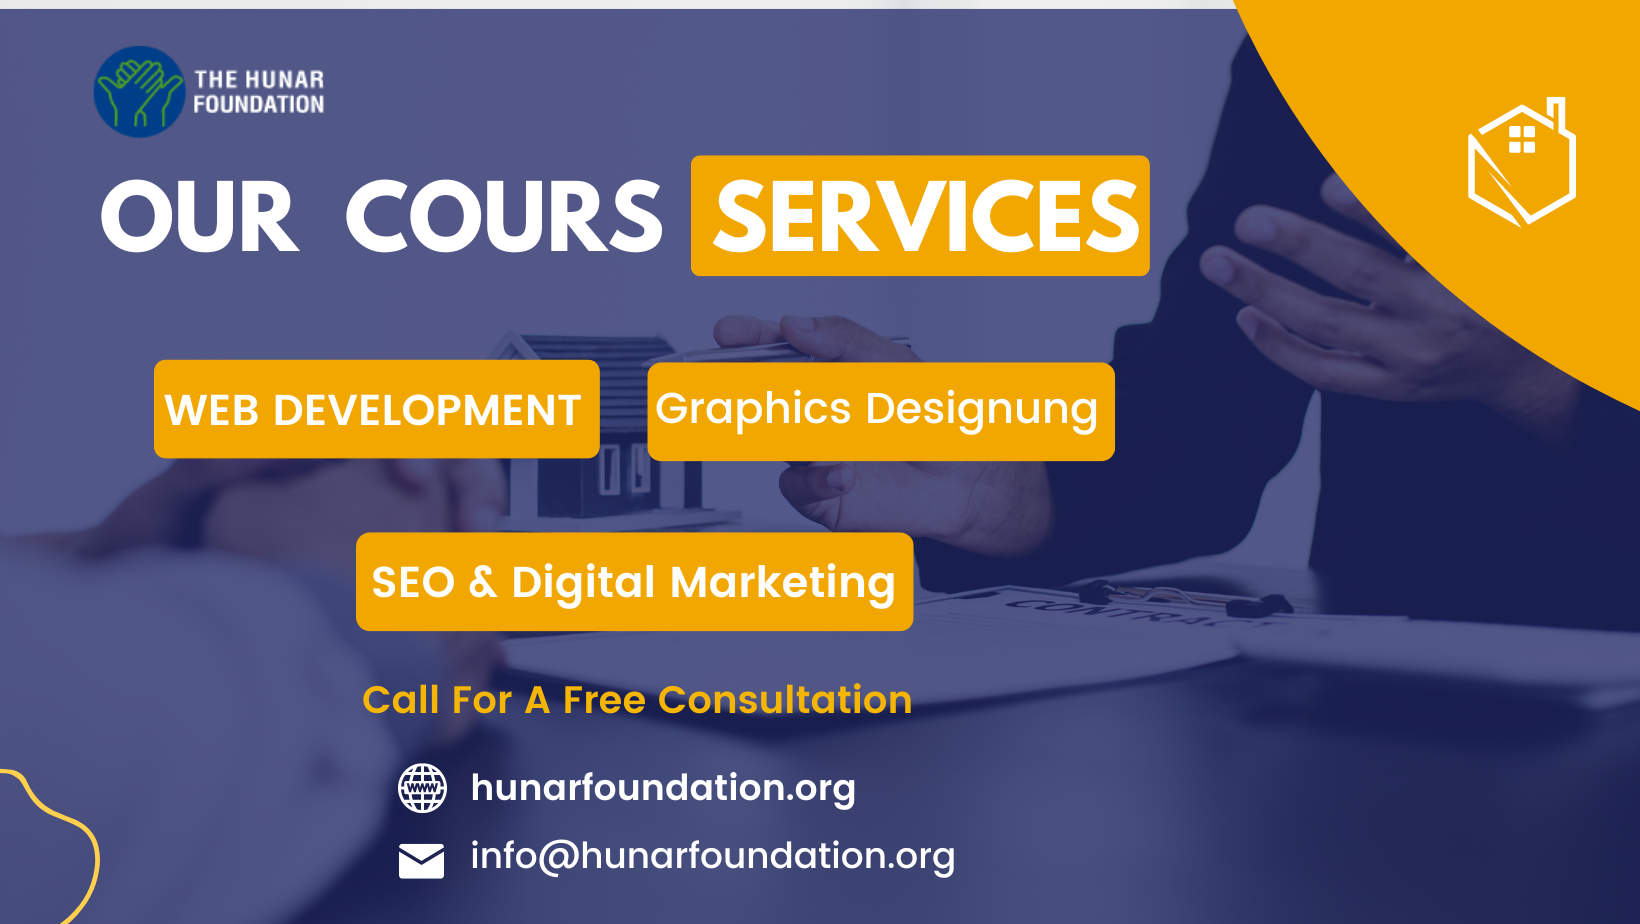 THE HUNAR
FOUNDATION
OUR COURS SERVICES
WEB DEVELOPMENT
Graphics Designung
SEO & Digital Marketing
CONTRACT
Call For A Free Consultation
www
hunarfoundation.org
info@hunarfoundation.org